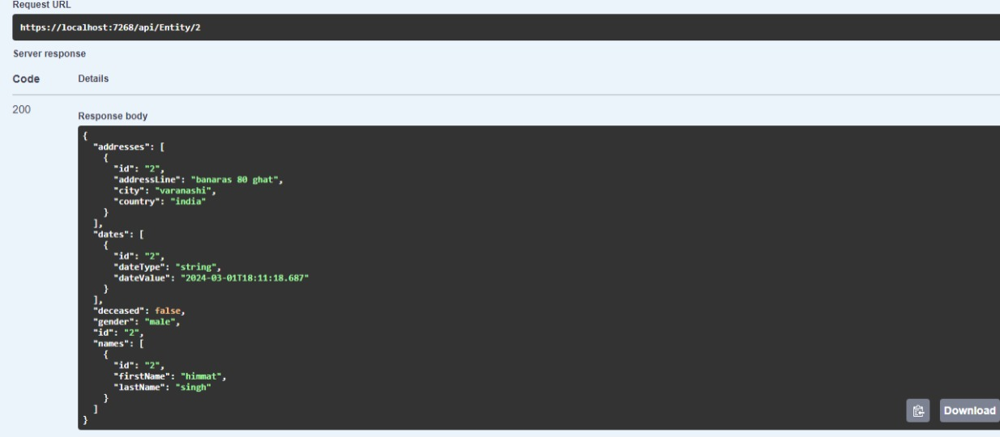 Request URL
https://localhost:7268/api/Entity/2
Server response
Code Details
200
Response body
{
  "addresses": [
    {
      "id": "2",
      "addressLine": "banaras 80 ghat",
      "city": "varanashi",
      "country": "india"
    }
  ],
  "dates": [
    {
      "id": "2",
      "dateType": "string",
      "dateValue": "2024-03-01T18:11:18.687"
    }
  ],
  "deceased": false,
  "gender": "male",
  "id": "2",
  "names": [
    {
      "id": "2",
      "firstName": "himmat",
      "lastName": "singh"
    }
  ]
}
Download